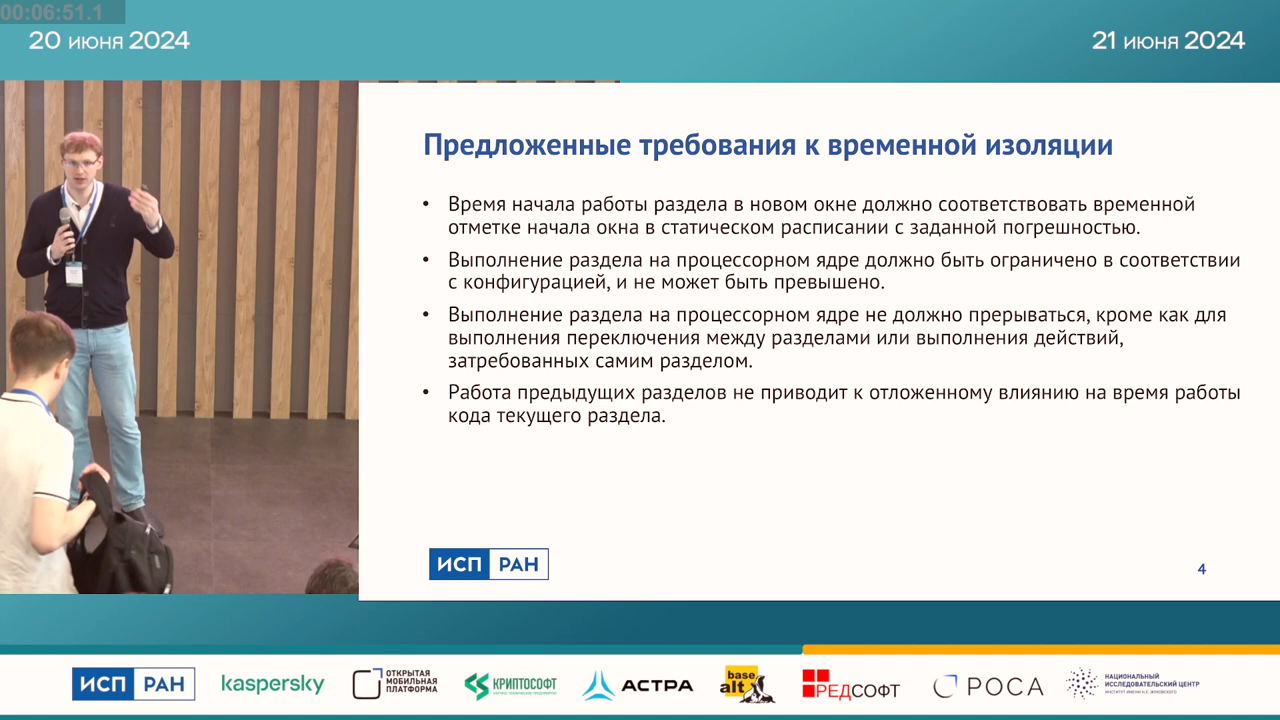 00:06:51.1
20 июня 2024
21 июня 2024
Предложенные требования к временной изоляции
• Время начала работы раздела в новом окне должно соответствовать временной
отметке начала окна в статическом расписании с заданной погрешностью.
• Выполнение раздела на процессорном ядре должно быть ограничено в соответствии
с конфигурацией, и не может быть превышено.
• Выполнение раздела на процессорном ядре не должно прерываться, кроме как для
выполнения переключения между разделами или выполнения действий,
затребованных самим разделом.
• Работа предыдущих разделов не приводит к отложенному влиянию на время работы
кода текущего раздела.
ИСП РАН
4
ИСП РАН
kaspersky
ОТКРЫТАЯ
МОБИЛЬНАЯ
ПЛАТФОРМА
КРИПТОСОФТ
АСТРА
base
alt
РЕДСОФТ
РОСА
НАЦИОНАЛЬНЫЙ
ИССЛЕДОВАТЕЛЬСКИЙ ЦЕНТР
ИНСТИТУТ ИМЕНИ Н.Е. ЖУКОВСКОГО